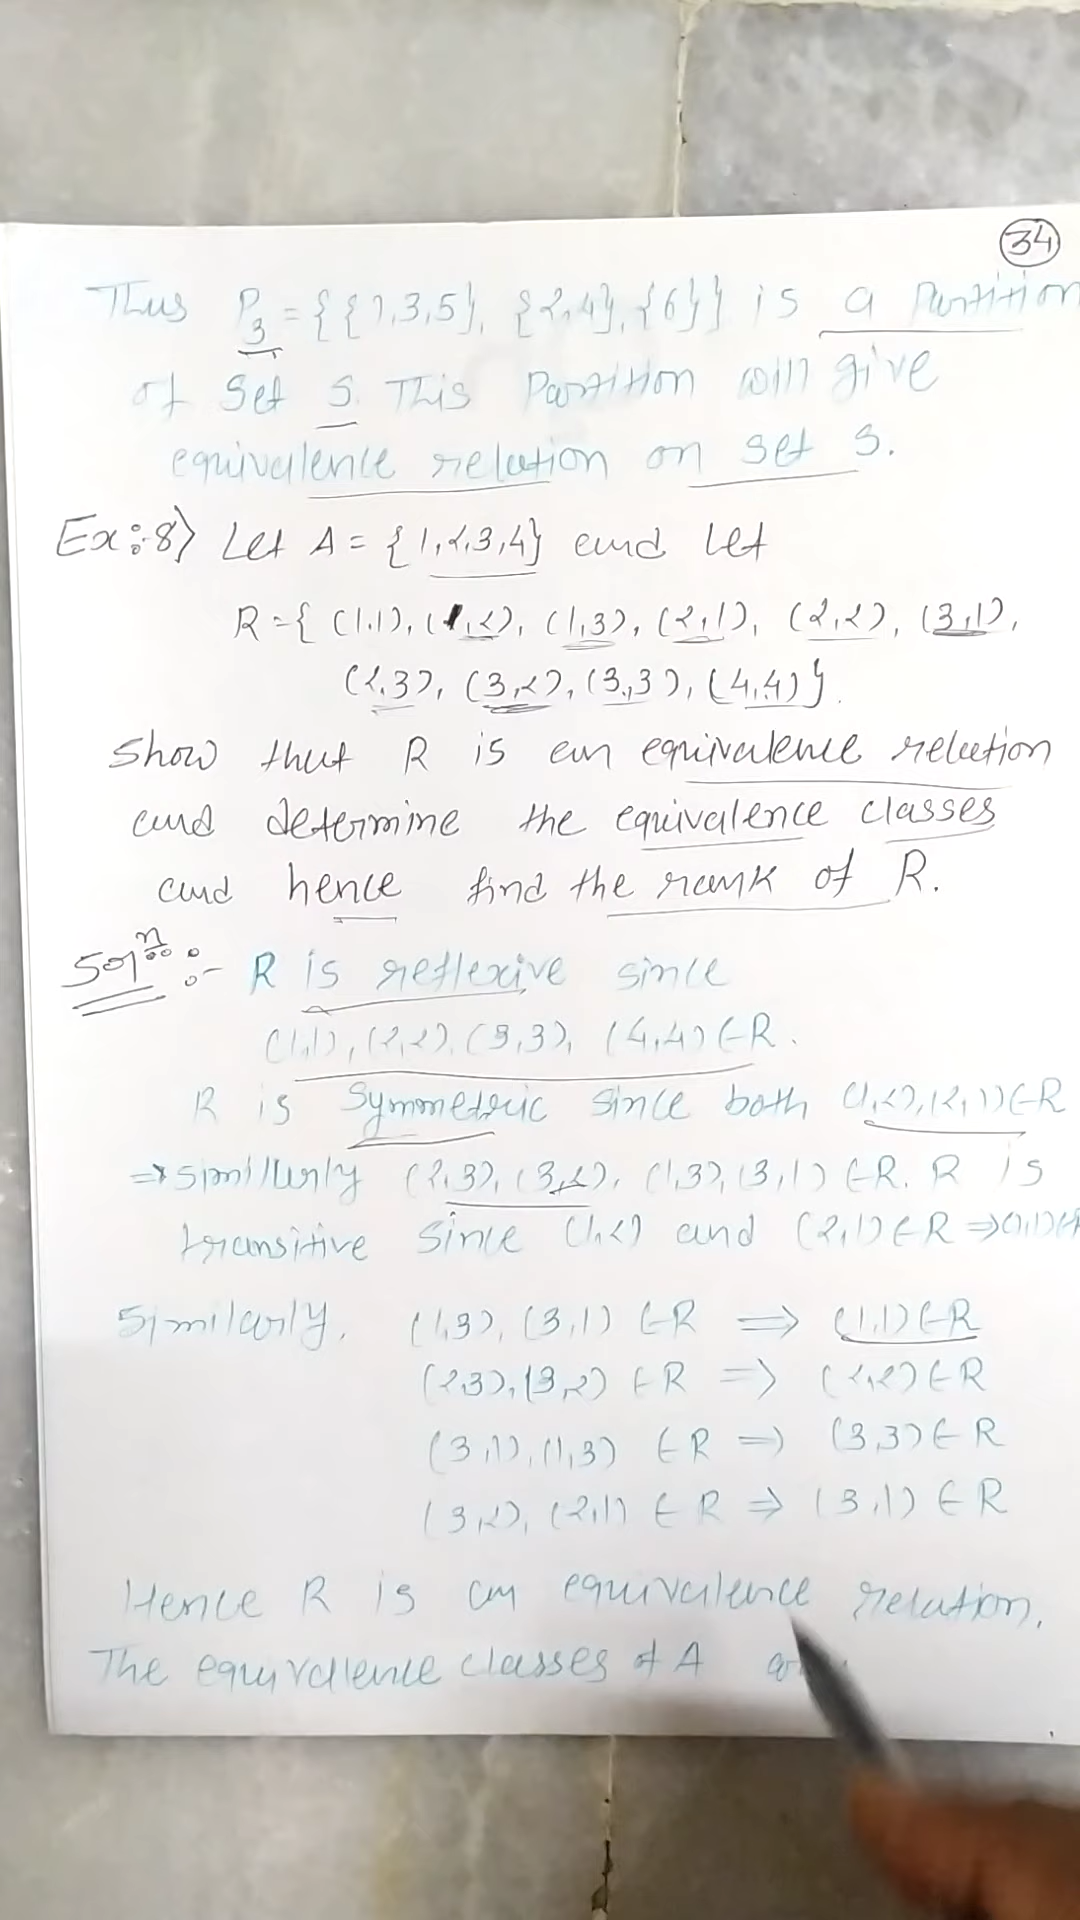 34
Thus P3 = {{1,3,5}, {2,4}, {6}} is a Partition
of Set S. This Partition will give
equivalence relation on set S.
Ex:8) Let A = {1,2,3,4} and Let
R = { (1,1), (1,2), (1,3), (2,1), (2,2), (3,1),
(2,3), (3,2), (3,3), (4,4) }.
Show that R is an equivalence relation
and determine the equivalence classes
and hence find the rank of R.
Solⁿ :- R is reflexive since
(1,1), (2,2), (3,3), (4,4) ∈ R.
R is Symmetric since both (1,2), (2,1) ∈ R
⇒ Simillarly (2,3), (3,2), (1,3), (3,1) ∈ R. R is
transitive since (1,2) and (2,1) ∈ R ⇒ (1,1) ∈ R
Similarly, (1,3), (3,1) ∈ R ⇒ (1,1) ∈ R
(2,3), (3,2) ∈ R ⇒ (2,2) ∈ R
(3,1), (1,3) ∈ R ⇒ (3,3) ∈ R
(3,2), (2,1) ∈ R ⇒ (3,1) ∈ R
Hence R is an equivalence relation.
The equivalence classes of A